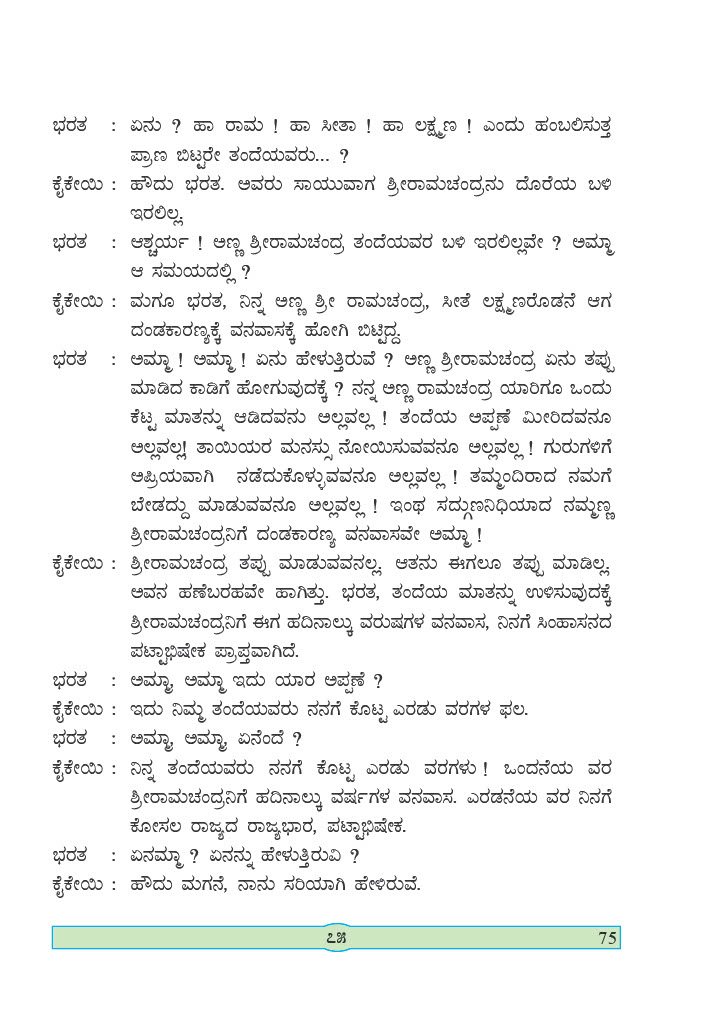 ಭರತ : ಏನು ? ಹಾ ರಾಮ ! ಹಾ ಸೀತಾ ! ಹಾ ಲಕ್ಷ್ಮಣ ! ಎಂದು ಹಂಬಲಿಸುತ್ತ
ಪ್ರಾಣ ಬಿಟ್ಟರೇ ತಂದೆಯವರು... ?
ಕೈಕೇಯಿ : ಹೌದು ಭರತ. ಅವರು ಸಾಯುವಾಗ ಶ್ರೀರಾಮಚಂದ್ರನು ದೊರೆಯ ಬಳಿ
ಇರಲಿಲ್ಲ.
ಭರತ : ಆಶ್ಚರ್ಯ ! ಅಣ್ಣ ಶ್ರೀರಾಮಚಂದ್ರ ತಂದೆಯವರ ಬಳಿ ಇರಲಿಲ್ಲವೇ ? ಅಮ್ಮಾ
ಆ ಸಮಯದಲ್ಲಿ ?
ಕೈಕೇಯಿ : ಮಗೂ ಭರತ, ನಿನ್ನ ಅಣ್ಣ ಶ್ರೀ ರಾಮಚಂದ್ರ, ಸೀತೆ ಲಕ್ಷ್ಮಣರೊಡನೆ ಆಗ
ದಂಡಕಾರಣ್ಯಕ್ಕೆ ವನವಾಸಕ್ಕೆ ಹೋಗಿ ಬಿಟ್ಟಿದ್ದ.
ಭರತ : ಅಮ್ಮಾ ! ಅಮ್ಮಾ ! ಏನು ಹೇಳುತ್ತಿರುವೆ ? ಅಣ್ಣ ಶ್ರೀರಾಮಚಂದ್ರ ಏನು ತಪ್ಪು
ಮಾಡಿದ ಕಾಡಿಗೆ ಹೋಗುವುದಕ್ಕೆ ? ನನ್ನ ಅಣ್ಣ ರಾಮಚಂದ್ರ ಯಾರಿಗೂ ಒಂದು
ಕೆಟ್ಟ ಮಾತನ್ನು ಆಡಿದವನು ಅಲ್ಲವಲ್ಲ ! ತಂದೆಯ ಅಪ್ಪಣೆ ಮೀರಿದವನೂ
ಅಲ್ಲವಲ್ಲ! ತಾಯಿಯರ ಮನಸ್ಸು ನೋಯಿಸುವವನೂ ಅಲ್ಲವಲ್ಲ ! ಗುರುಗಳಿಗೆ
ಅಪ್ರಿಯವಾಗಿ ನಡೆದುಕೊಳ್ಳುವವನೂ ಅಲ್ಲವಲ್ಲ ! ತಮ್ಮಂದಿರಾದ ನಮಗೆ
ಬೇಡದ್ದು ಮಾಡುವವನೂ ಅಲ್ಲವಲ್ಲ ! ಇಂಥ ಸದ್ಗುಣನಿಧಿಯಾದ ನಮ್ಮಣ್ಣ
ಶ್ರೀರಾಮಚಂದ್ರನಿಗೆ ದಂಡಕಾರಣ್ಯ ವನವಾಸವೇ ಅಮ್ಮಾ !
ಕೈಕೇಯಿ : ಶ್ರೀರಾಮಚಂದ್ರ ತಪ್ಪು ಮಾಡುವವನಲ್ಲ. ಆತನು ಈಗಲೂ ತಪ್ಪು ಮಾಡಿಲ್ಲ.
ಅವನ ಹಣೆಬರಹವೇ ಹಾಗಿತ್ತು. ಭರತ, ತಂದೆಯ ಮಾತನ್ನು ಉಳಿಸುವುದಕ್ಕೆ
ಶ್ರೀರಾಮಚಂದ್ರನಿಗೆ ಈಗ ಹದಿನಾಲ್ಕು ವರುಷಗಳ ವನವಾಸ, ನಿನಗೆ ಸಿಂಹಾಸನದ
ಪಟ್ಟಾಭಿಷೇಕ ಪ್ರಾಪ್ತವಾಗಿದೆ.
ಭರತ : ಅಮ್ಮಾ, ಅಮ್ಮಾ ಇದು ಯಾರ ಅಪ್ಪಣೆ ?
ಕೈಕೇಯಿ : ಇದು ನಿಮ್ಮ ತಂದೆಯವರು ನನಗೆ ಕೊಟ್ಟ ಎರಡು ವರಗಳ ಫಲ.
ಭರತ : ಅಮ್ಮಾ, ಅಮ್ಮಾ, ಏನೆಂದೆ ?
ಕೈಕೇಯಿ : ನಿನ್ನ ತಂದೆಯವರು ನನಗೆ ಕೊಟ್ಟ ಎರಡು ವರಗಳು ! ಒಂದನೆಯ ವರ
ಶ್ರೀರಾಮಚಂದ್ರನಿಗೆ ಹದಿನಾಲ್ಕು ವರ್ಷಗಳ ವನವಾಸ. ಎರಡನೆಯ ವರ ನಿನಗೆ
ಕೋಸಲ ರಾಜ್ಯದ ರಾಜ್ಯಭಾರ, ಪಟ್ಟಾಭಿಷೇಕ.
ಭರತ : ಏನಮ್ಮಾ ? ಏನನ್ನು ಹೇಳುತ್ತಿರುವಿ ?
ಕೈಕೇಯಿ : ಹೌದು ಮಗನೆ, ನಾನು ಸರಿಯಾಗಿ ಹೇಳಿರುವೆ.
೭೫ 75